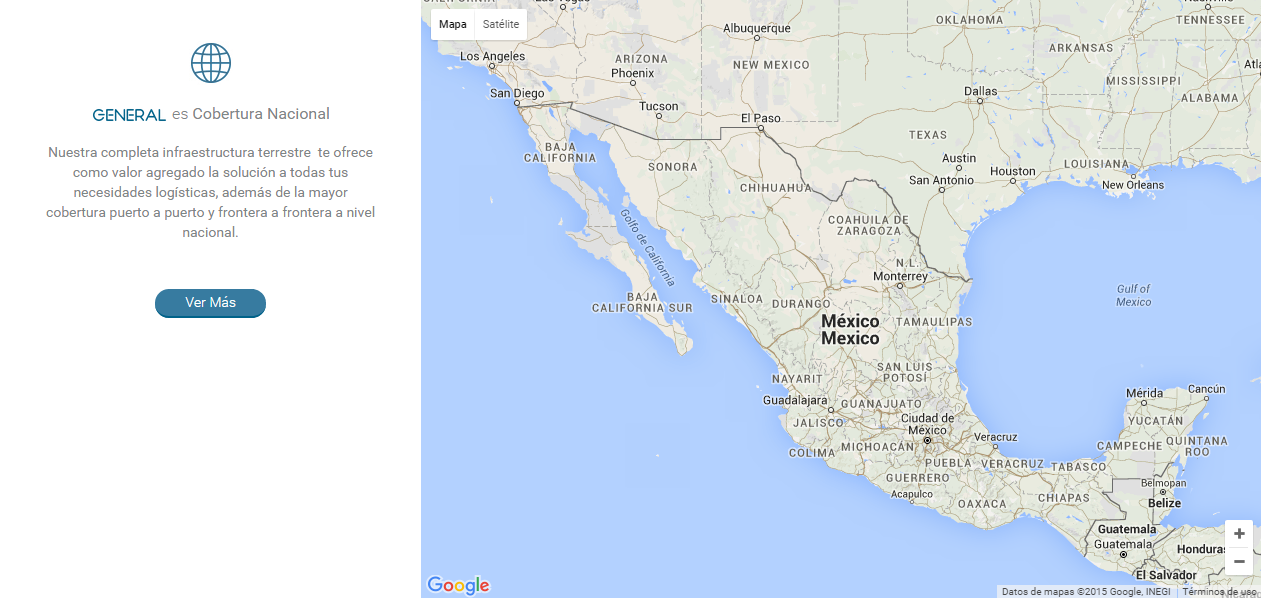 GENERAL es Cobertura Nacional
Nuestra completa infraestructura terrestre te ofrece
como valor agregado la solución a todas tus
necesidades logísticas, además de la mayor
cobertura puerto a puerto y frontera a frontera a nivel
nacional.
Ver Más
Mapa Satélite
Albuquerque
OKLAHOMA
TENNESSEE
Los Angeles
ARIZONA
Phoenix
NEW MEXICO
ARKANSAS
MISSISSIPPI
ALABAMA
San Diego
Tucson
El Paso
Dallas
TEXAS
BAJA
CALIFORNIA
SONORA
CHIHUAHUA
Austin
San Antonio
Houston
LOUISIANA
New Orleans
COAHUILA DE
ZARAGOZA
Golfo de California
N.L.
Monterrey
BAJA
CALIFORNIA SUR
SINALOA
DURANGO
México
Mexico
TAMAULIPAS
Gulf of
Mexico
NAYARIT
SAN LUIS
POTOSÍ
Guadalajara
GUANAJUATO
JALISCO
Ciudad de
México
COLIMA
MICHOACÁN
Veracruz
Mérida
Cancún
YUCATÁN
CAMPECHE
QUINTANA
ROO
PUEBLA
VERACRUZ
TABASCO
GUERRERO
Acapulco
OAXACA
CHIAPAS
Belmopan
Belize
Guatemala
Guatemala
Honduras
El Salvador
+
−
Google
Datos de mapas ©2015 Google, INEGI
Términos de uso